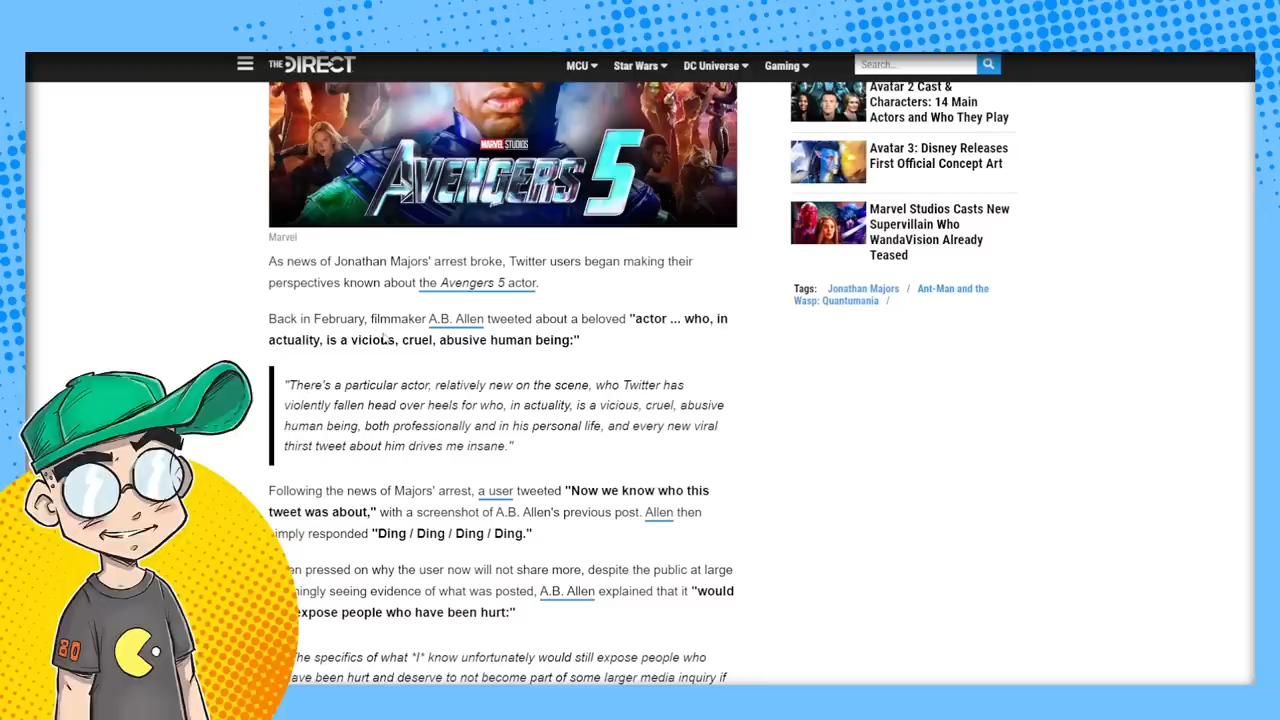 THE DIRECT
MCU
Star Wars
DC Universe
Gaming
Search...
MARVEL STUDIOS
AVENGERS 5
Marvel
As news of Jonathan Majors' arrest broke, Twitter users began making their
perspectives known about the Avengers 5 actor.
Back in February, filmmaker A.B. Allen tweeted about a beloved "actor ... who, in
actuality, is a vicious, cruel, abusive human being:"
"There's a particular actor, relatively new on the scene, who Twitter has
violently fallen head over heels for who, in actuality, is a vicious, cruel, abusive
human being, both professionally and in his personal life, and every new viral
thirst tweet about him drives me insane."
Following the news of Majors' arrest, a user tweeted "Now we know who this
tweet was about," with a screenshot of A.B. Allen's previous post. Allen then
imply responded "Ding / Ding / Ding / Ding."
en pressed on why the user now will not share more, despite the public at large
ingly seeing evidence of what was posted, A.B. Allen explained that it "would
expose people who have been hurt:"
he specifics of what *I* know unfortunately would still expose people who
ave been hurt and deserve to not become part of some larger media inquiry if
Avatar 2 Cast &
Characters: 14 Main
Actors and Who They Play
Avatar 3: Disney Releases
First Official Concept Art
Marvel Studios Casts New
Supervillain Who
WandaVision Already
Teased
Tags: Jonathan Majors / Ant-Man and the
Wasp: Quantumania /
80